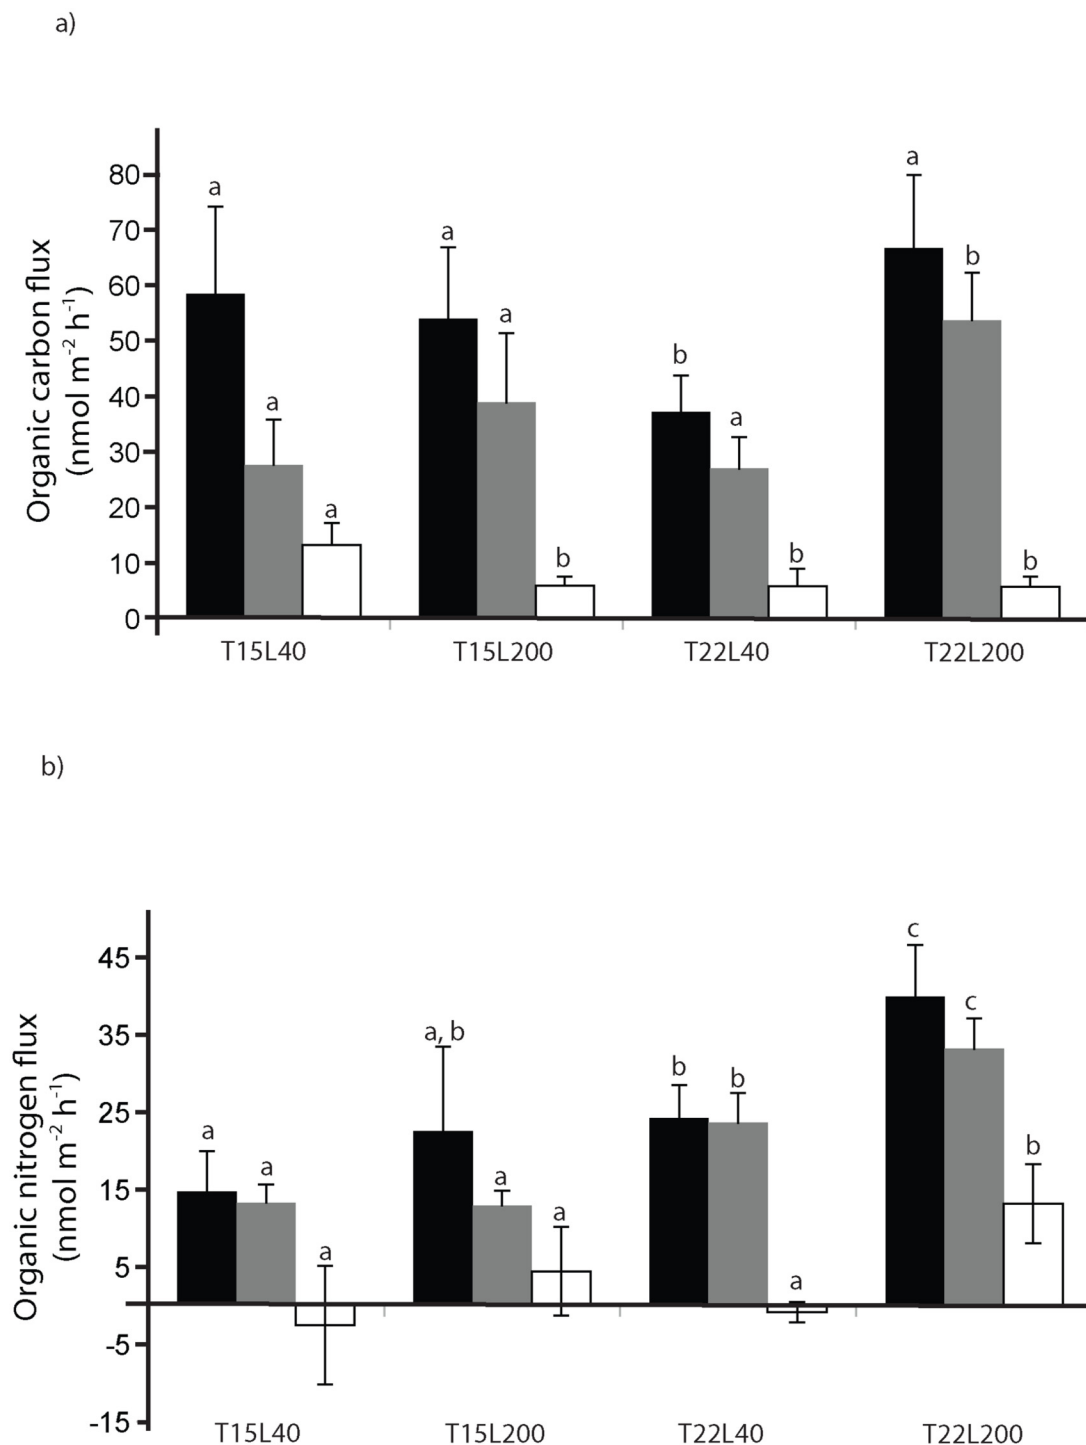 a)
Organic carbon flux
(nmol m⁻² h⁻¹)
80
70
60
50
40
30
20
10
0
a
a
a
a
a
b
b
a
b
a
b
b
T15L40
T15L200
T22L40
T22L200
b)
Organic nitrogen flux
(nmol m⁻² h⁻¹)
45
35
25
15
5
-5
-15
a
a
a
a, b
a
a
b
b
a
c
c
b
T15L40
T15L200
T22L40
T22L200